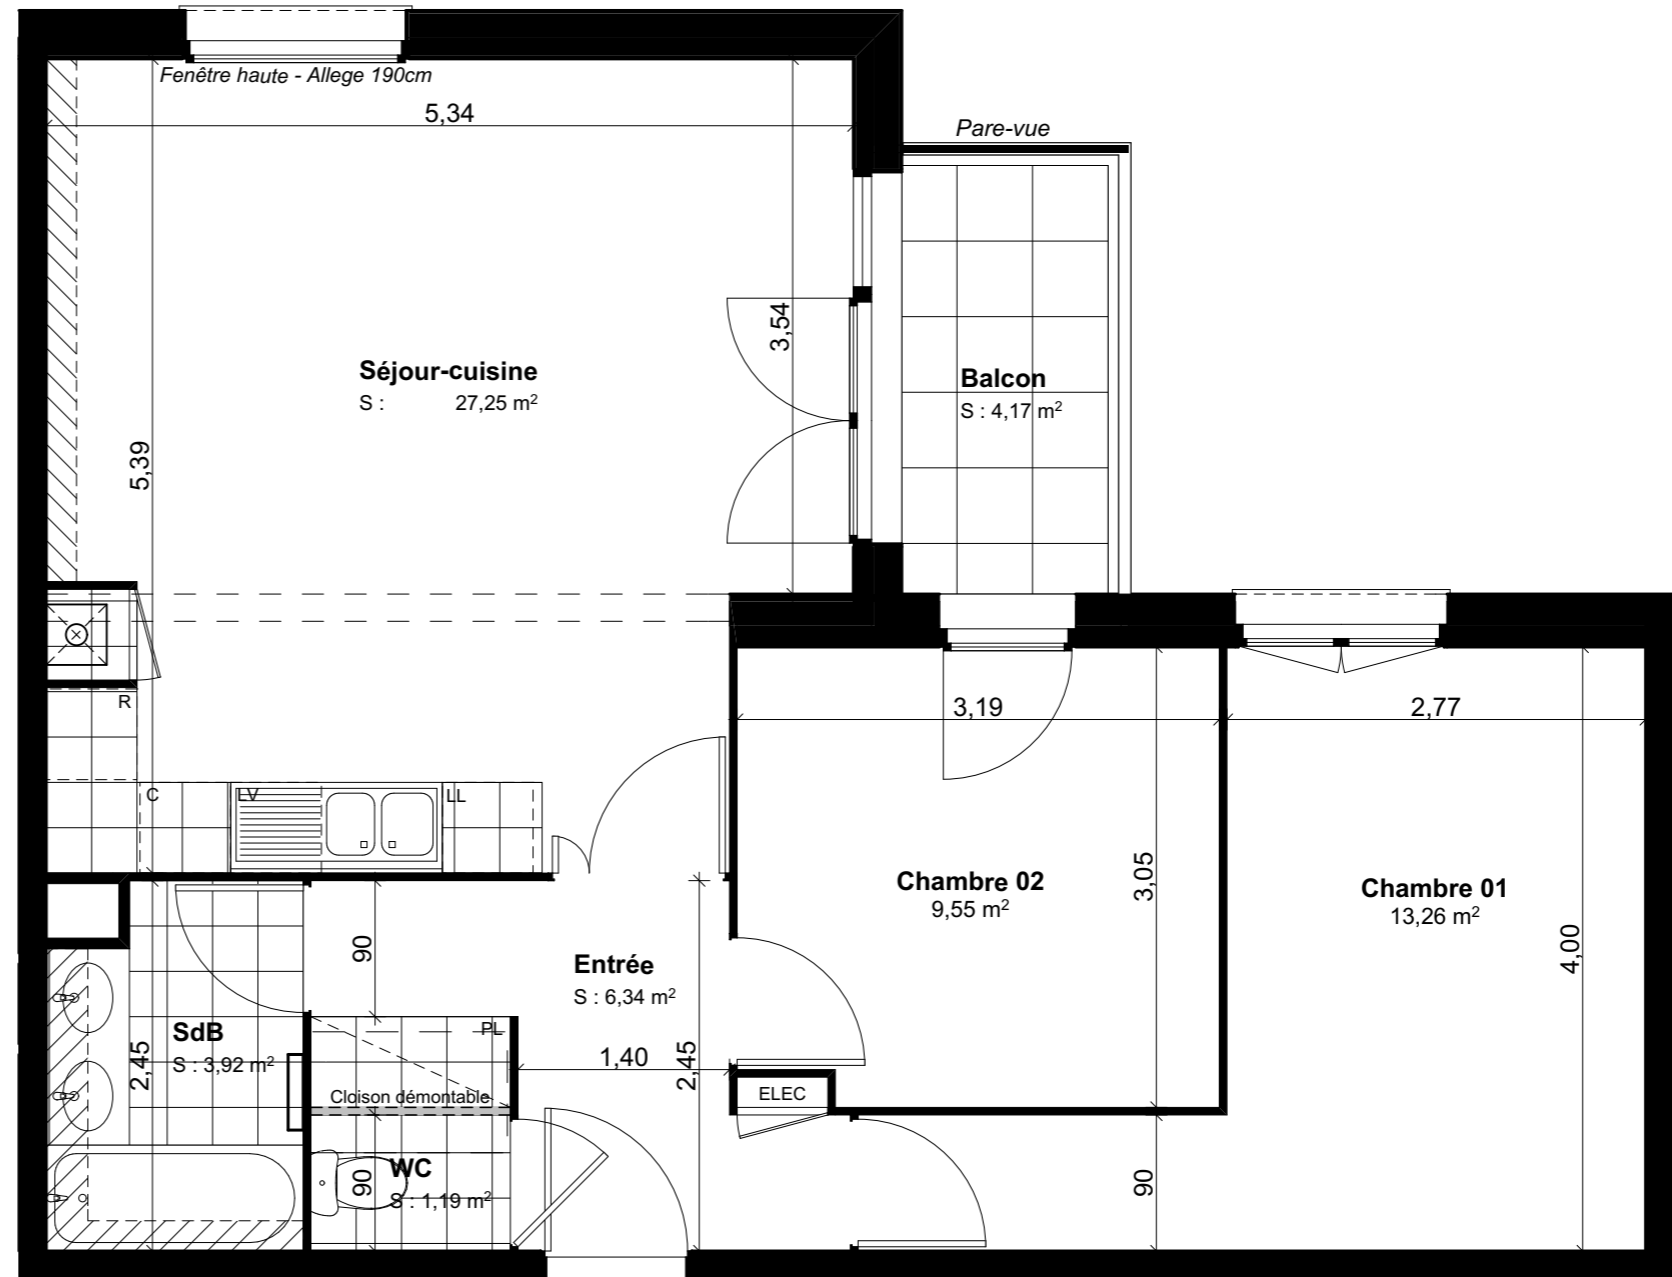 Fenêtre haute - Allege 190cm
5,34
Pare-vue
3,54
Séjour-cuisine
S : 27,25 m²
Balcon
S : 4,17 m²
5,39
R
3,19
2,77
C
LV
LL
Chambre 02
9,55 m²
3,05
Chambre 01
13,26 m²
4,00
90
Entrée
S : 6,34 m²
SdB
S : 3,92 m²
2,45
PL
1,40
2,45
Cloison démontable
ELEC
WC
S : 1,19 m²
90
90